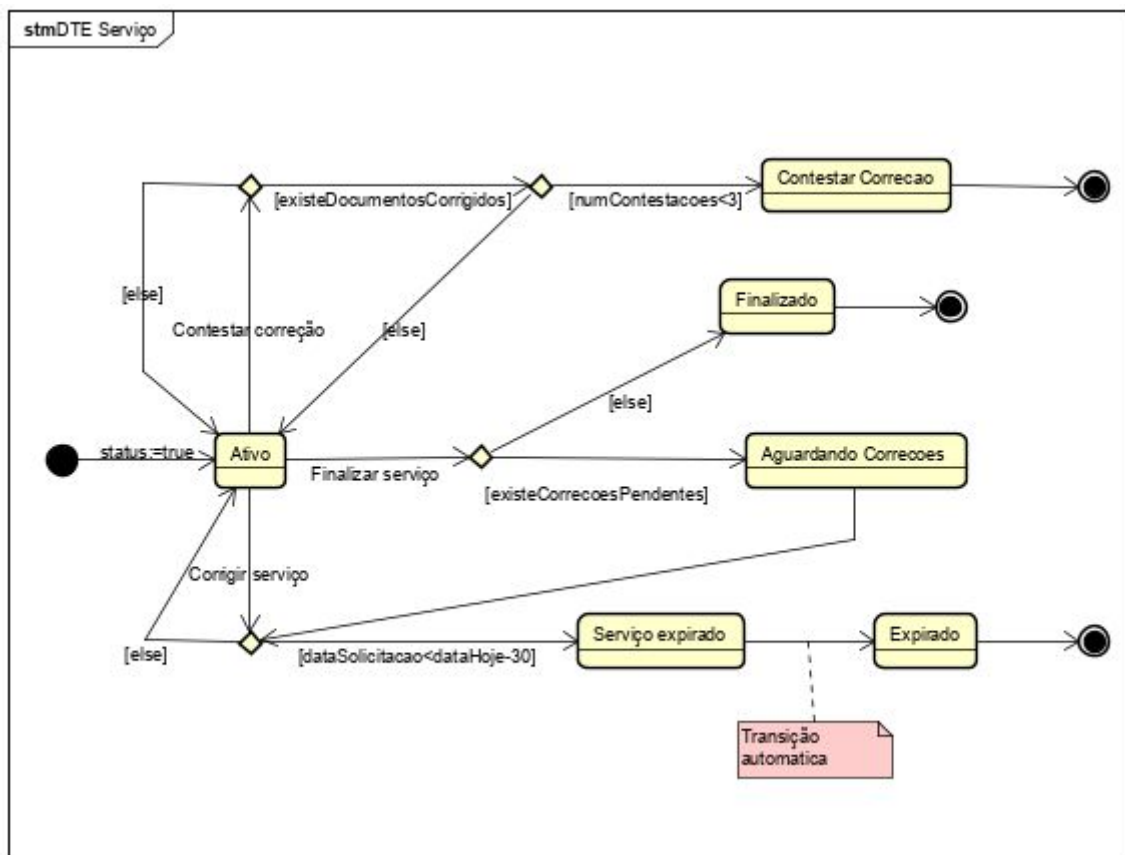 stmDTE Serviço
Contestar Correcao
[existeDocumentosCorrigidos]
[numContestacoes<3]
[else]
Finalizado
Contestar correção
[else]
[else]
status:=true
Ativo
Finalizar serviço
Aguardando Correcoes
[existeCorrecoesPendentes]
Corrigir serviço
[else]
[dataSolicitacao<dataHoje-30]
Serviço expirado
Expirado
Transição
automatica